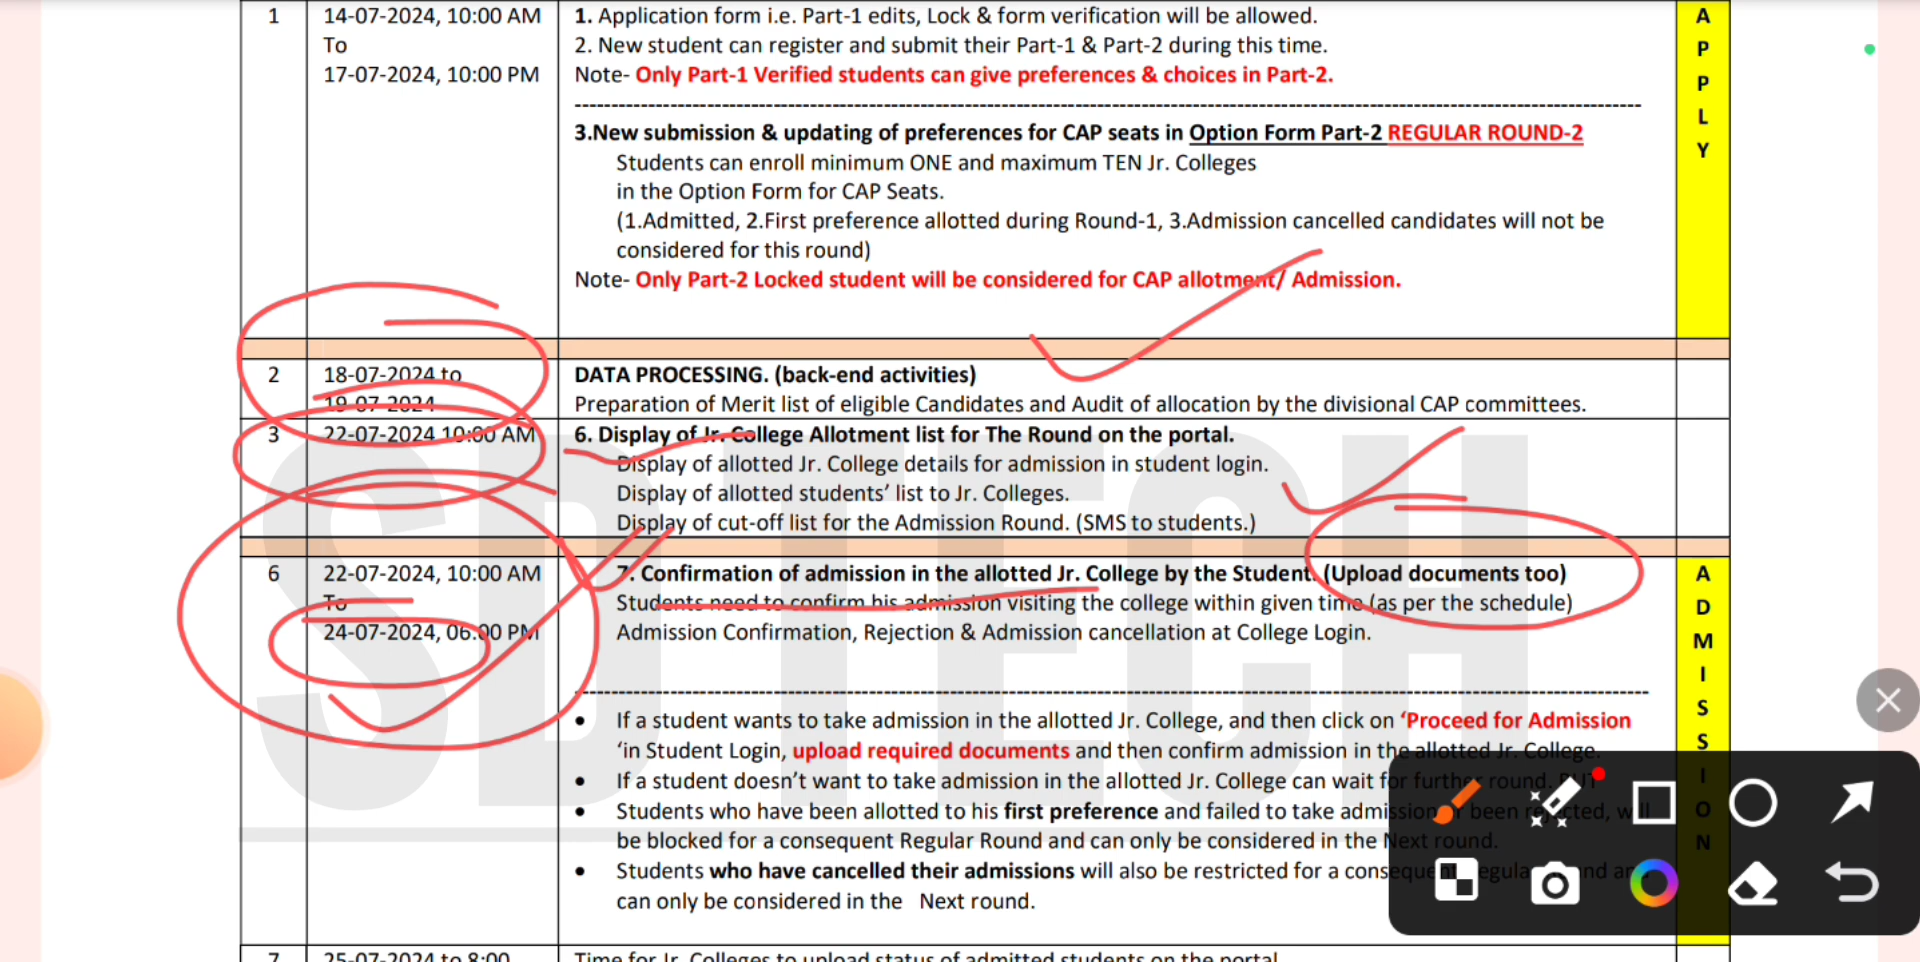 1
14-07-2024, 10:00 AM
To
17-07-2024, 10:00 PM
1. Application form i.e. Part-1 edits, Lock & form verification will be allowed.
2. New student can register and submit their Part-1 & Part-2 during this time.
Note- Only Part-1 Verified students can give preferences & choices in Part-2.
3.New submission & updating of preferences for CAP seats in Option Form Part-2 REGULAR ROUND-2
Students can enroll minimum ONE and maximum TEN Jr. Colleges
in the Option Form for CAP Seats.
(1.Admitted, 2.First preference allotted during Round-1, 3.Admission cancelled candidates will not be
considered for this round)
Note- Only Part-2 Locked student will be considered for CAP allotment/ Admission.
APPLY
2
18-07-2024 to
19-07-2024
DATA PROCESSING. (back-end activities)
Preparation of Merit list of eligible Candidates and Audit of allocation by the divisional CAP committees.
3
22-07-2024 10:00 AM
6. Display of Jr. College Allotment list for The Round on the portal.
Display of allotted Jr. College details for admission in student login.
Display of allotted students’ list to Jr. Colleges.
Display of cut-off list for the Admission Round. (SMS to students.)
6
22-07-2024, 10:00 AM
To
24-07-2024, 06.00 PM
7. Confirmation of admission in the allotted Jr. College by the Student. (Upload documents too)
Students need to confirm his admission visiting the college within given time (as per the schedule)
Admission Confirmation, Rejection & Admission cancellation at College Login.
• If a student wants to take admission in the allotted Jr. College, and then click on ‘Proceed for Admission
‘in Student Login, upload required documents and then confirm admission in the allotted Jr. College.
• If a student doesn’t want to take admission in the allotted Jr. College can wait for further round. BUT
• Students who have been allotted to his first preference and failed to take admission been rejected, will
be blocked for a consequent Regular Round and can only be considered in the Next round.
• Students who have cancelled their admissions will also be restricted for a consequent Regular and
can only be considered in the Next round.
ADMISSION
7
25-07-2024 to 8:00
Time for Jr. Colleges to upload status of admitted students on the portal
SDTECH